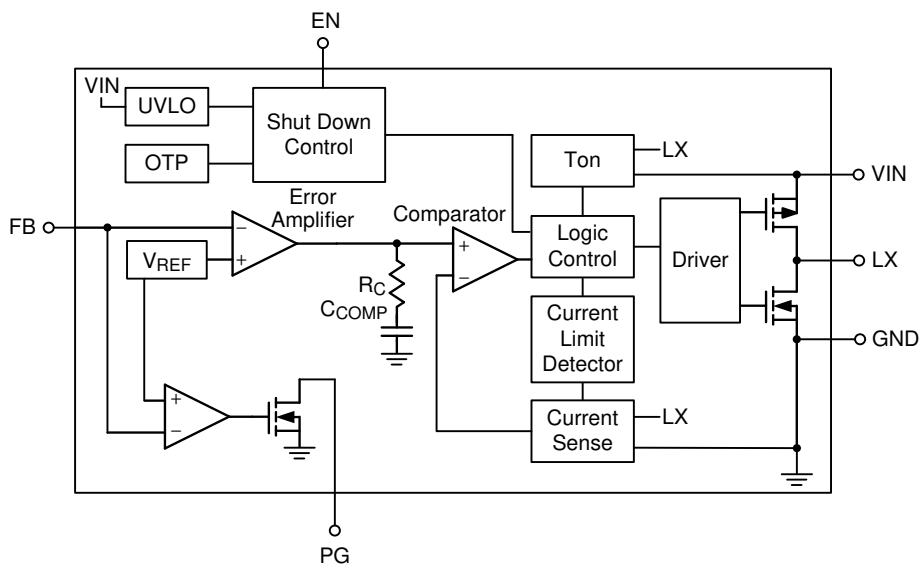 EN
VIN
UVLO
OTP
Shut Down
Control
Ton
LX
VIN
FB
Error
Amplifier
−
+
VREF
Comparator
+
−
Logic
Control
Driver
LX
RC
CCOMP
Current
Limit
Detector
GND
+
−
Current
Sense
LX
PG